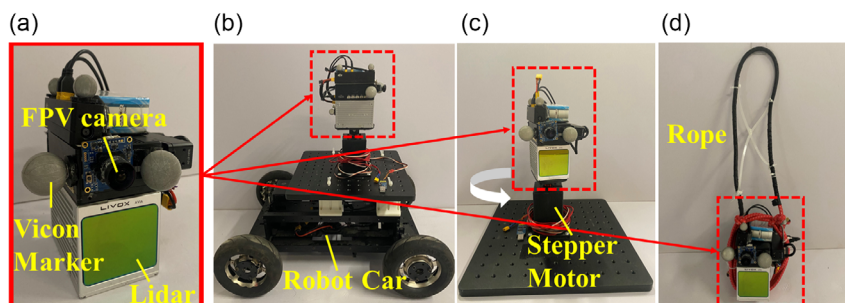 (a)
(b)
(c)
(d)
FPV camera
LIVOX
Vicon
Marker
Lidar
Robot Car
Stepper
Motor
Rope